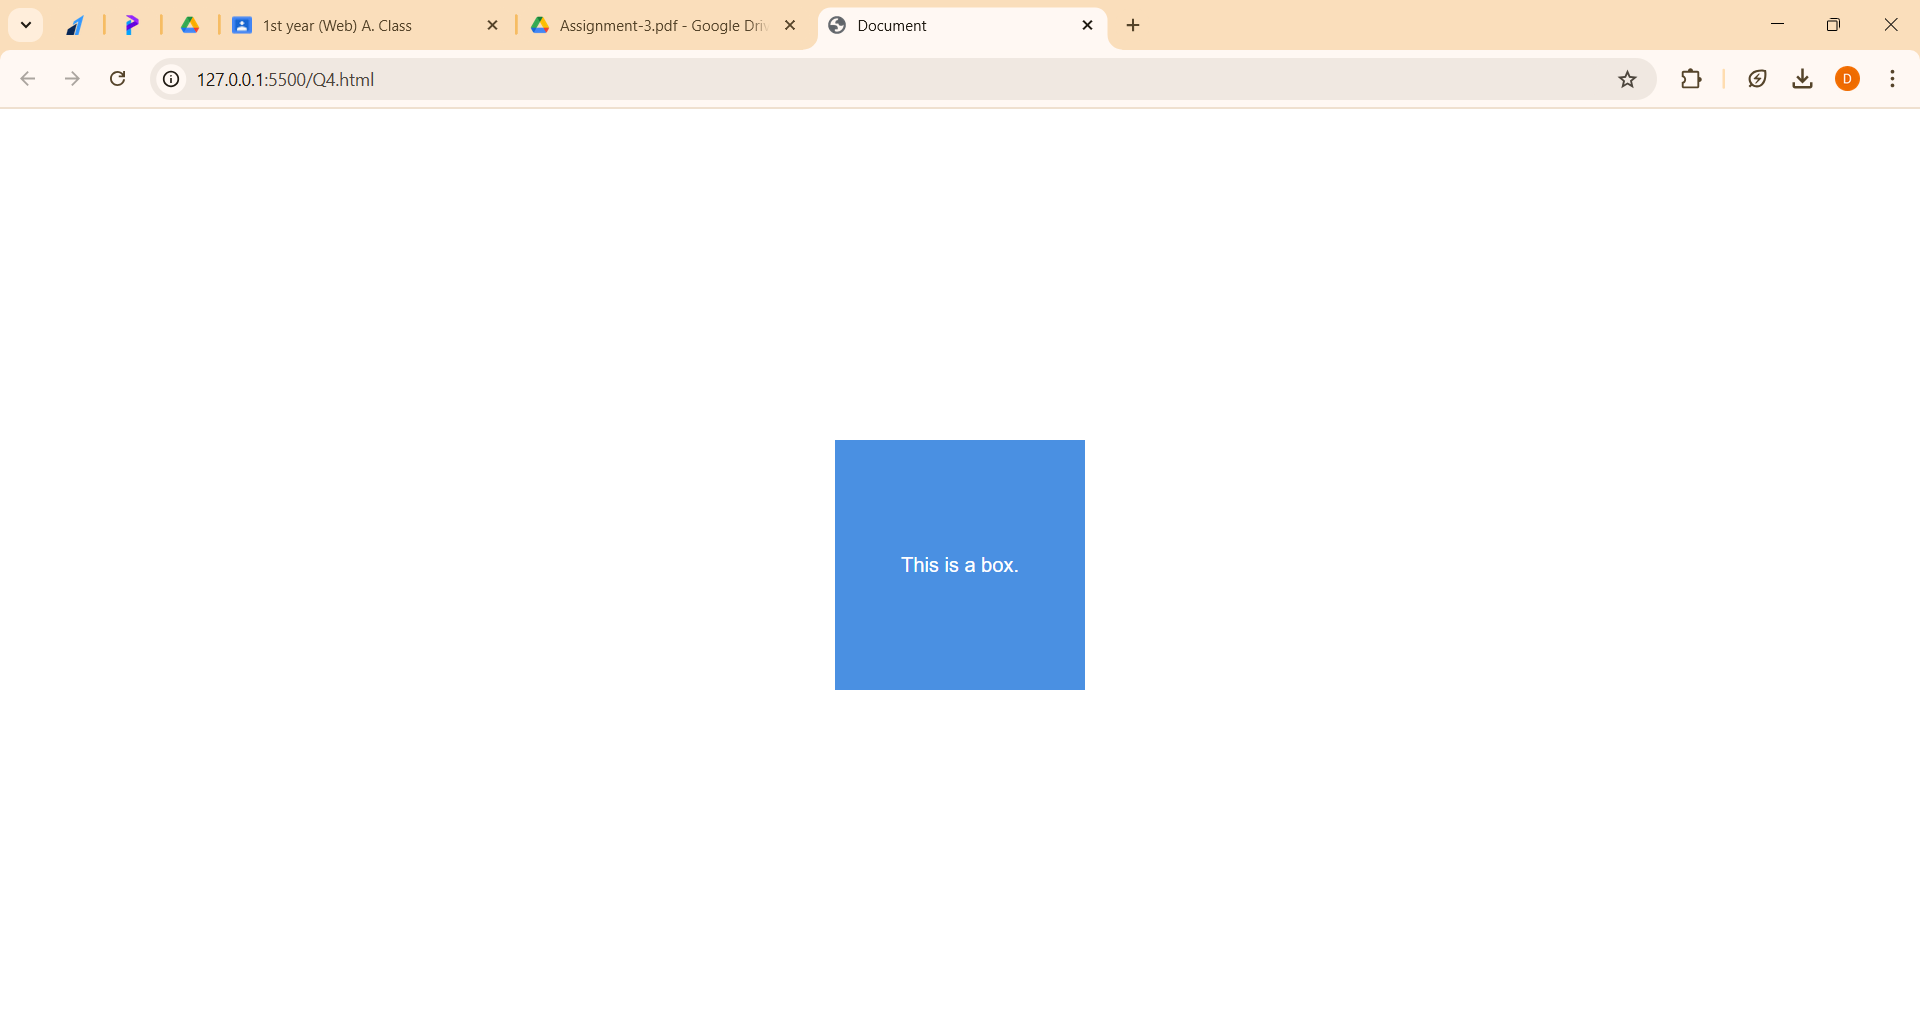 1st year (Web) A. Class
Assignment-3.pdf - Google Driv
Document
127.0.0.1:5500/Q4.html
D
This is a box.